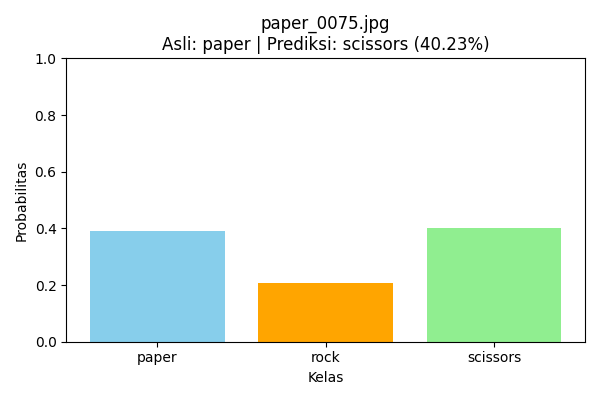 paper_0075.jpg
Asli: paper | Prediksi: scissors (40.23%)
1.0
0.8
0.6
0.4
0.2
0.0
Probabilitas
paper rock scissors
Kelas